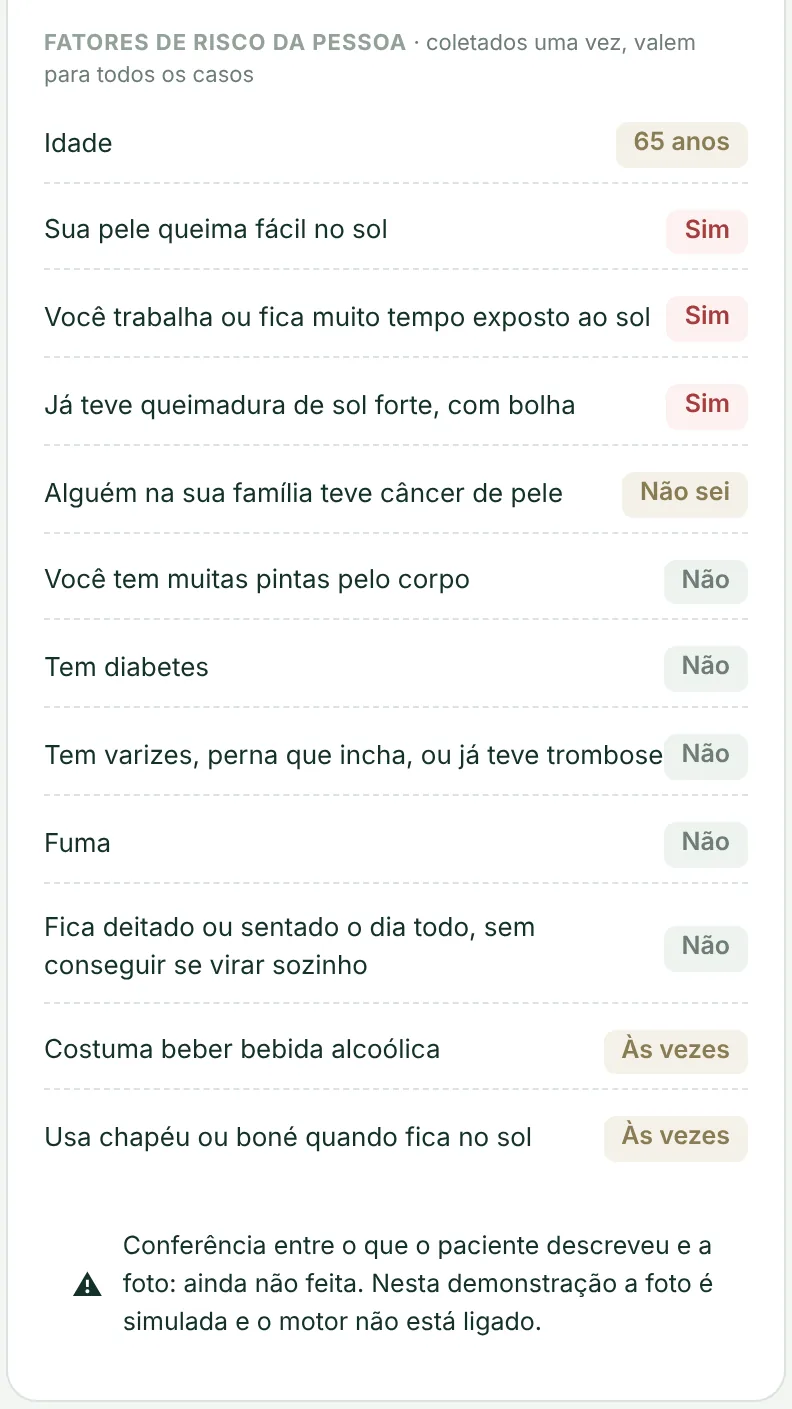 FATORES DE RISCO DA PESSOA · coletados uma vez, valem
para todos os casos
Idade 65 anos
Sua pele queima fácil no sol Sim
Você trabalha ou fica muito tempo exposto ao sol Sim
Já teve queimadura de sol forte, com bolha Sim
Alguém na sua família teve câncer de pele Não sei
Você tem muitas pintas pelo corpo Não
Tem diabetes Não
Tem varizes, perna que incha, ou já teve trombose Não
Fuma Não
Fica deitado ou sentado o dia todo, sem
conseguir se virar sozinho Não
Costuma beber bebida alcoólica Às vezes
Usa chapéu ou boné quando fica no sol Às vezes
Conferência entre o que o paciente descreveu e a
foto: ainda não feita. Nesta demonstração a foto é
simulada e o motor não está ligado.